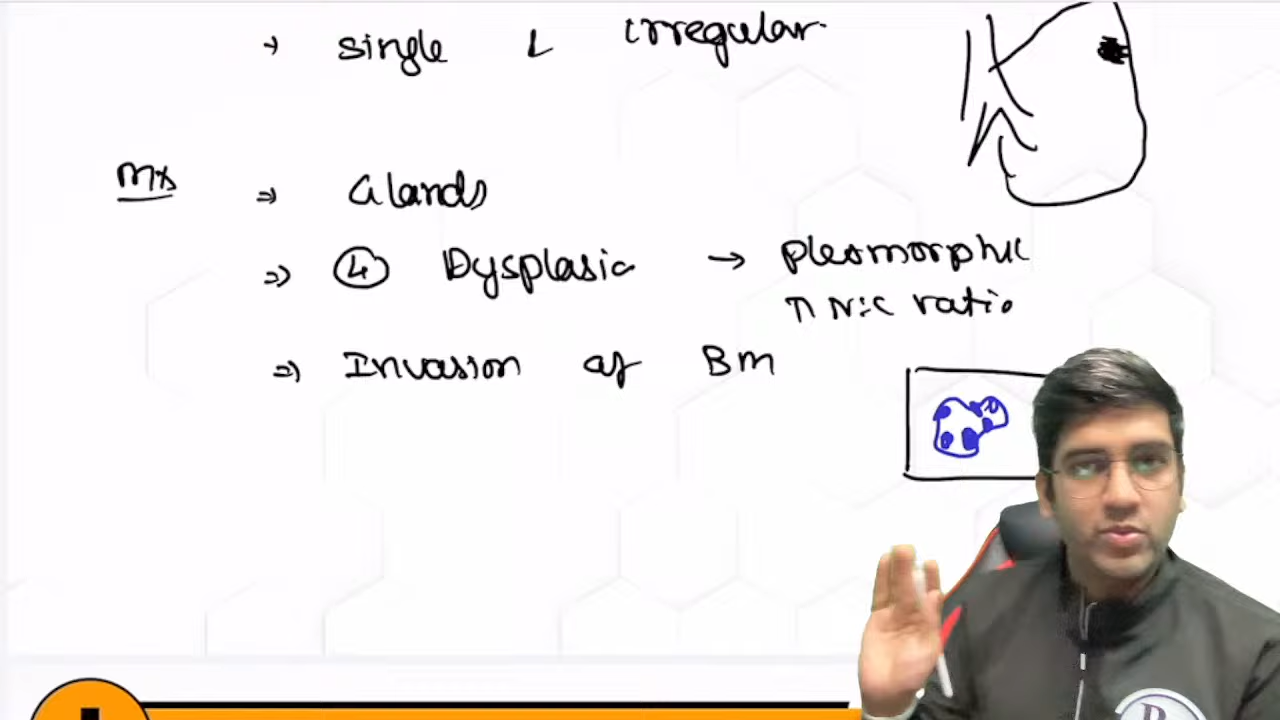 → single & irregular
Mx ⇒ Glands
⇒ 4 Dysplasia → pleomorphic
↑ N:C ratio
⇒ Invasion of BM